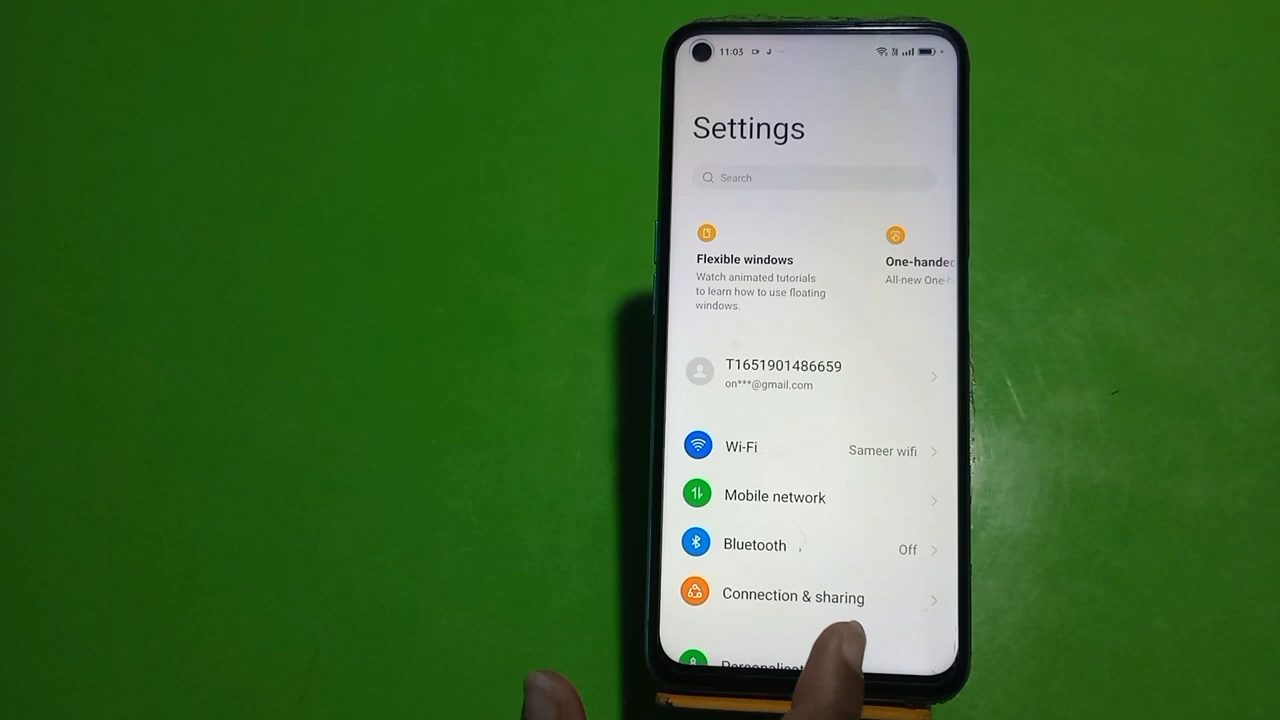 11:03
Settings
Search
Flexible windows
Watch animated tutorials
to learn how to use floating
windows.
One-handed
All-new One-h
T1651901486659
on***@gmail.com
Wi-Fi Sameer wifi
Mobile network
Bluetooth Off
Connection & sharing